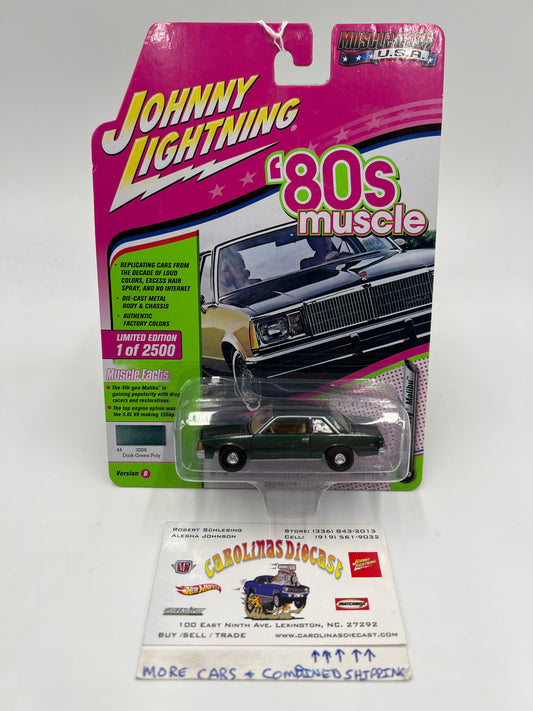 MUSCLE CARS
U.S.A.
JOHNNY
LIGHTNING
'80s
muscle
• REPLICATING CARS FROM
THE DECADE OF LOUD
COLORS, EXCESS HAIR
SPRAY, AND NO INTERNET
• DIE-CAST METAL
BODY & CHASSIS
• AUTHENTIC
FACTORY COLORS
LIMITED EDITION
1 of 2500
Muscle Facts:
• The 4th-gen Malibu is
gaining popularity with drag
racers and restorations.
• The top engine option was
the 5.0L V8 making 155hp
44 3209
Dark Green Poly
Version B
Malibu
ROBERT SCHLESING
ALESHA JOHNSON
STORE: (336) 843-2013
CELL: (919) 561-9032
CAROLINASDIECAST
HOT WHEELS
JOHNNY LIGHTNING
GREENLIGHT
MATCHBOX
100 EAST NINTH AVE. LEXINGTON, NC. 27292
BUY /SELL / TRADE
WWW.CAROLINASDIECAST.COM
MORE CARS & COMBINED SHIPPING